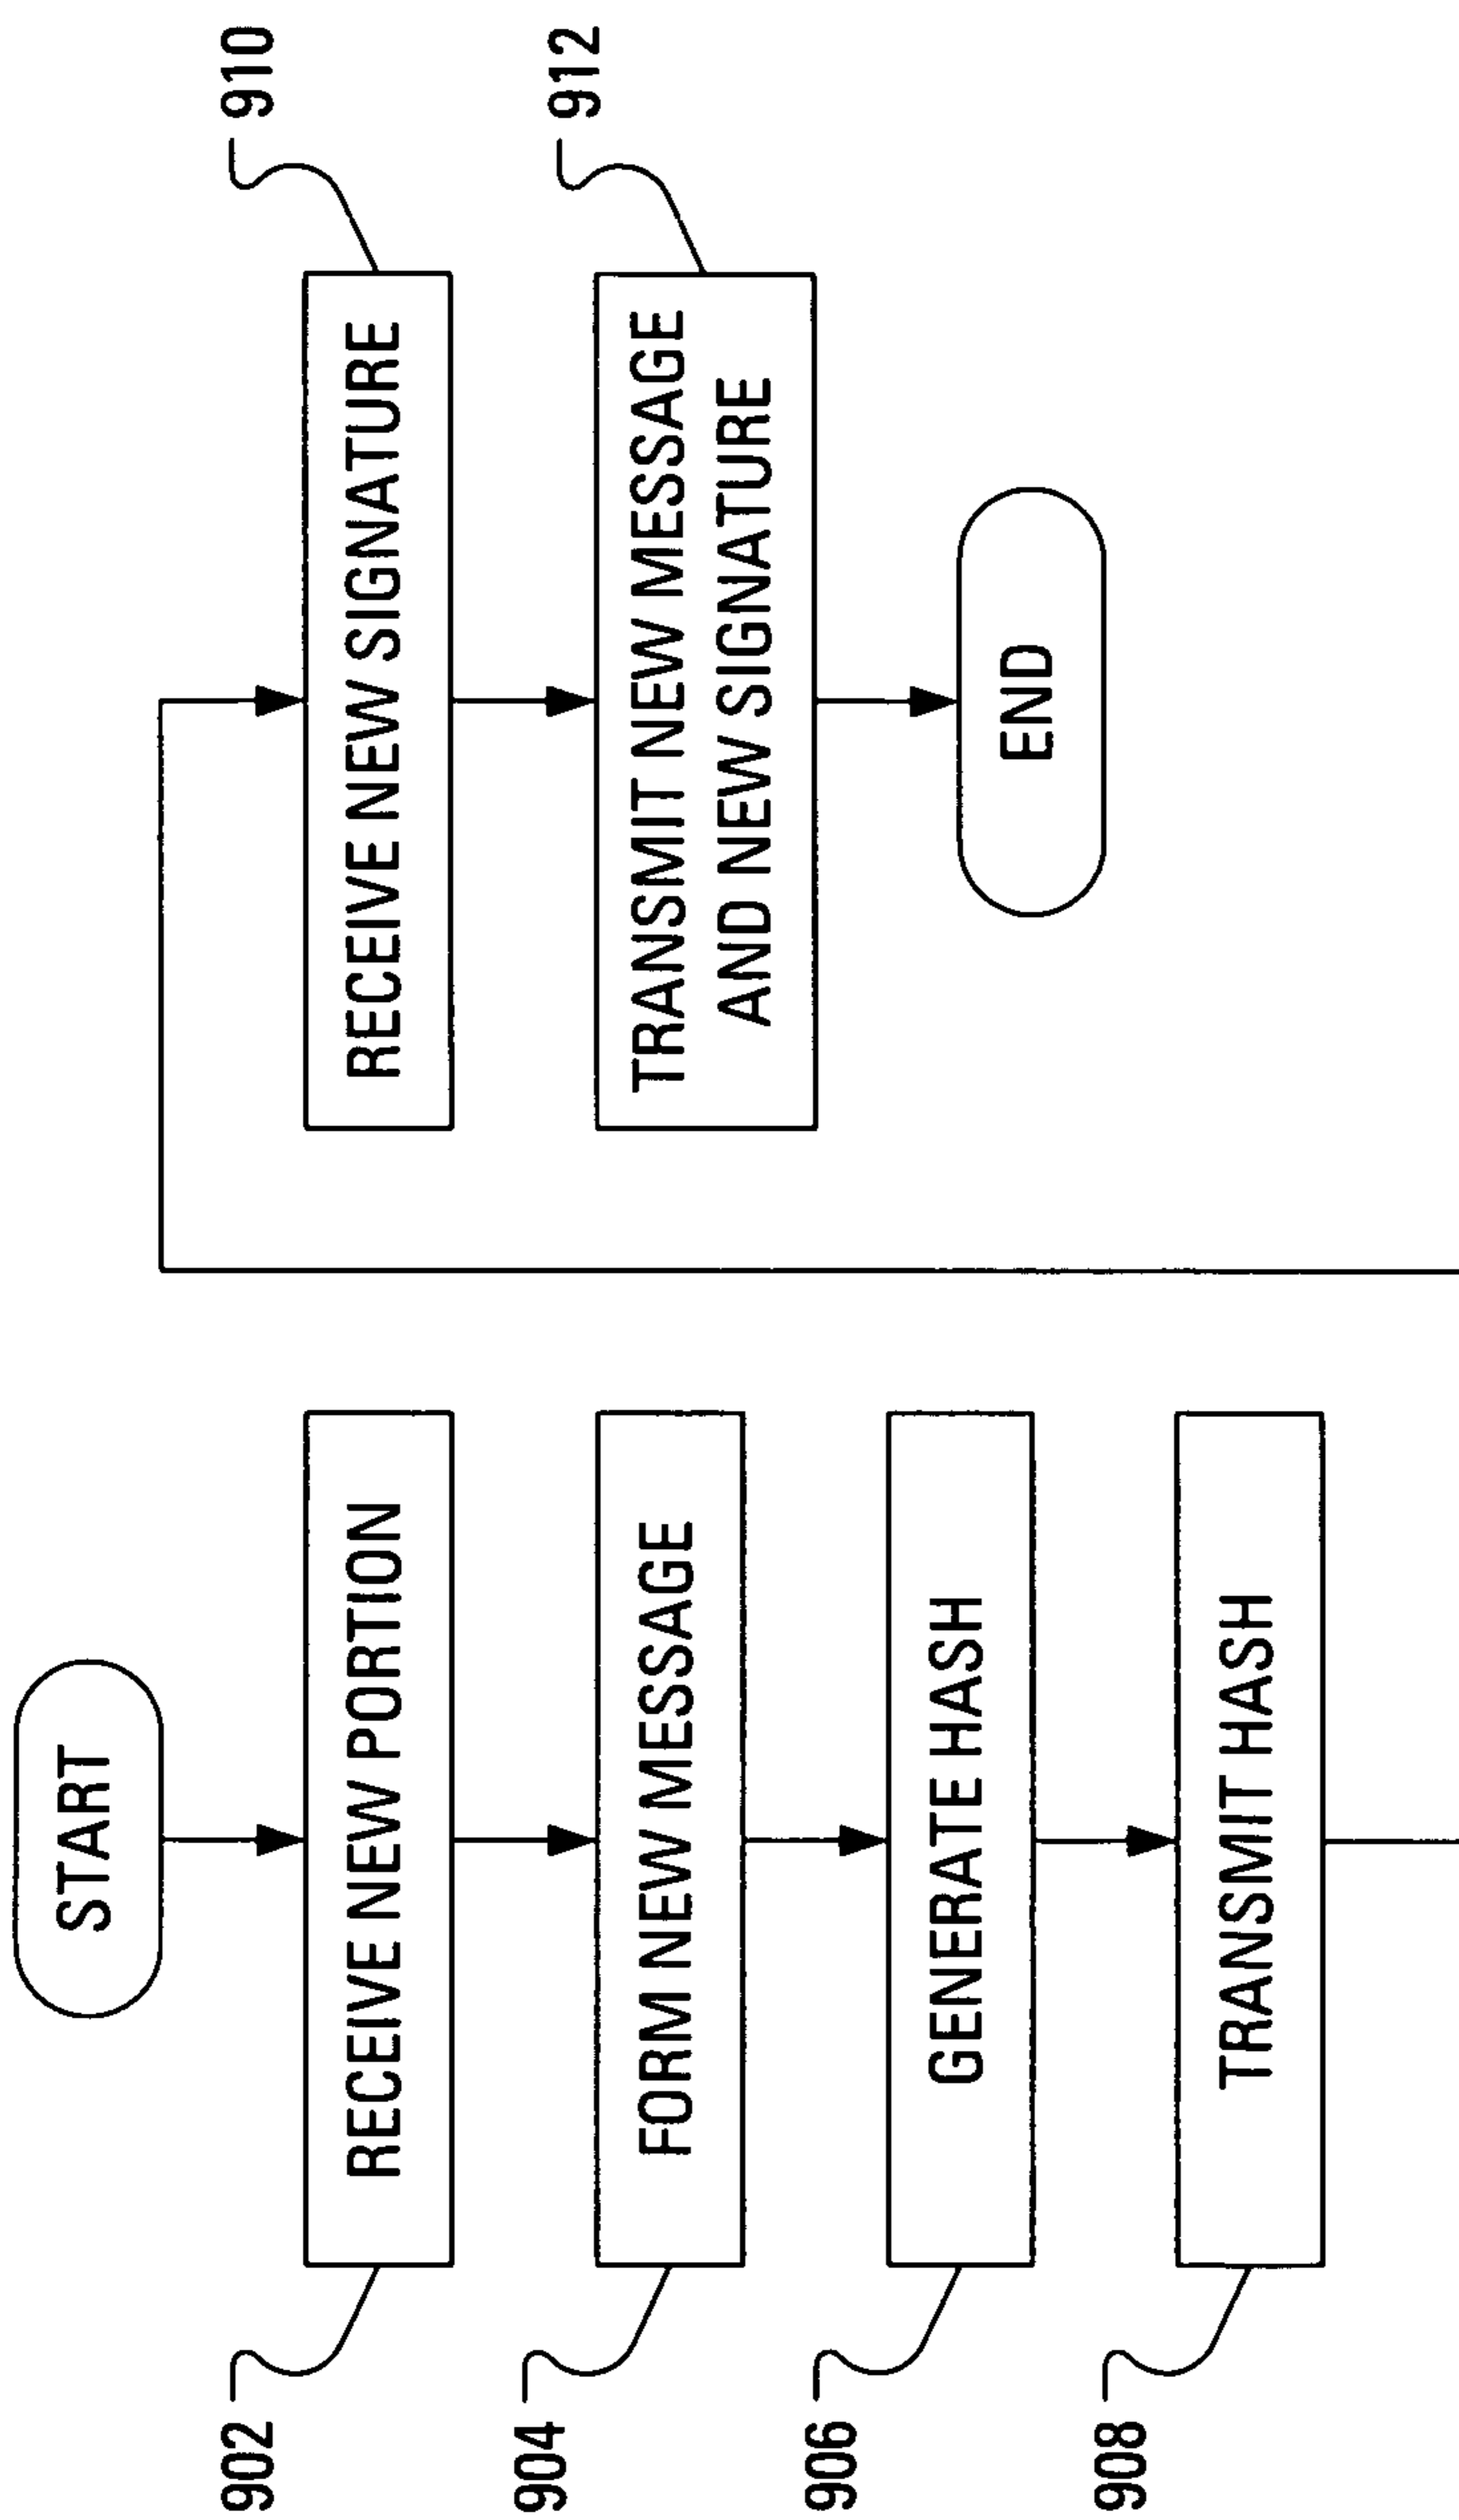 START
902
RECEIVE NEW PORTION
904
FORM NEW MESSAGE
906
GENERATE HASH
908
TRANSMIT HASH
910
RECEIVE NEW SIGNATURE
912
TRANSMIT NEW MESSAGE
AND NEW SIGNATURE
END